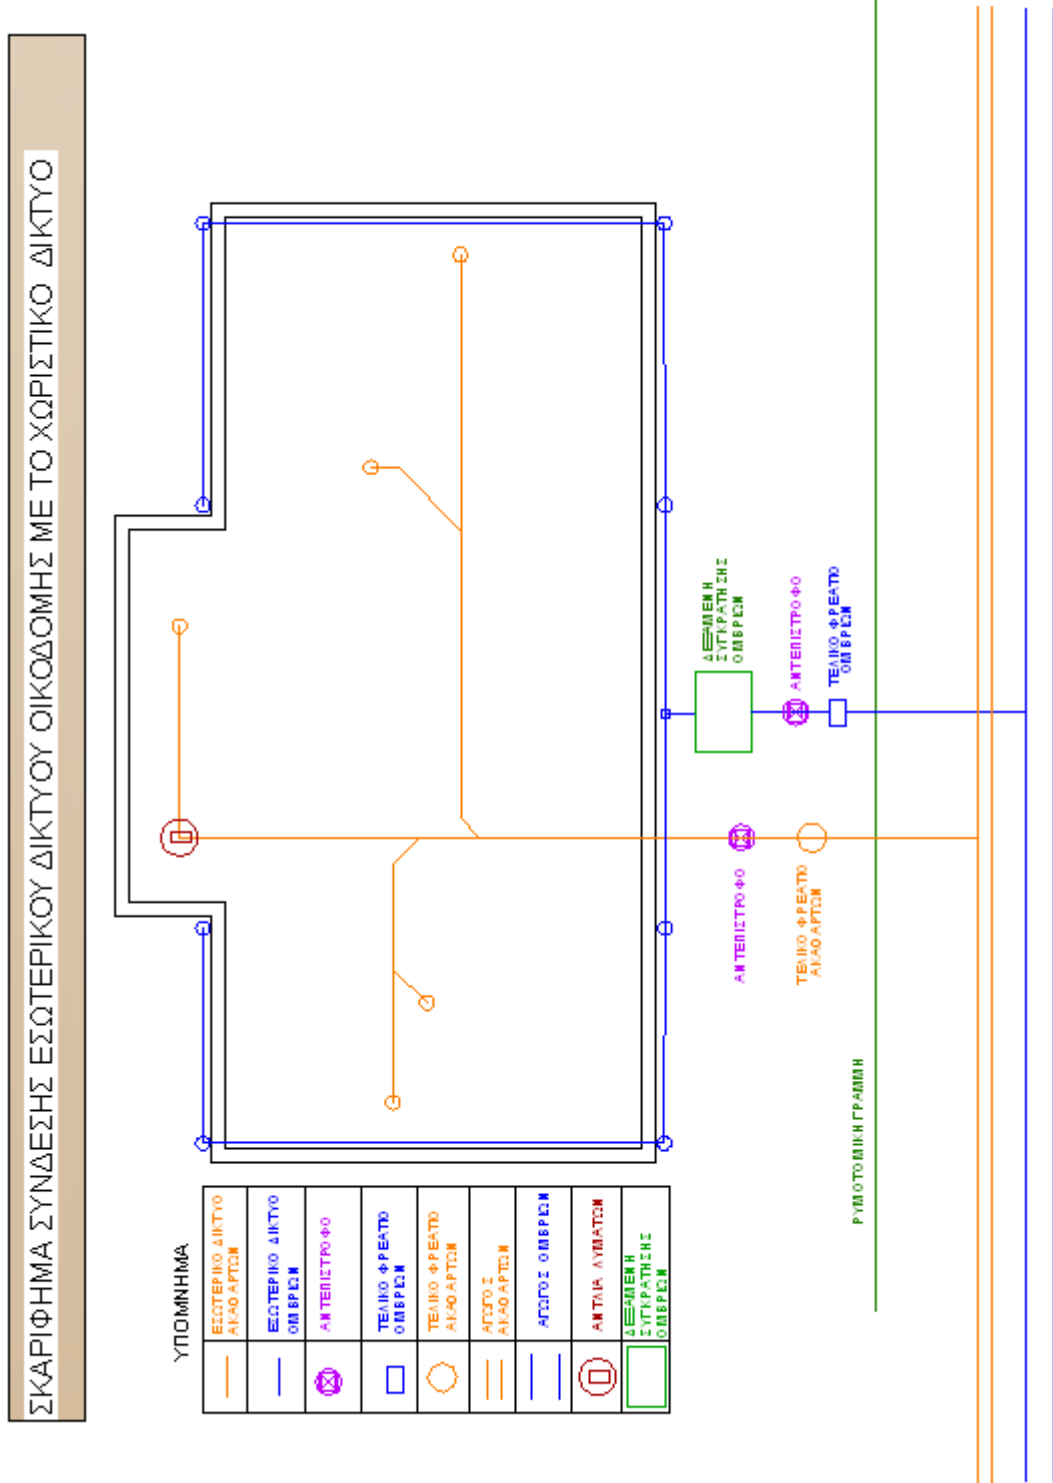 ΣΚΑΡΙΦΗΜΑ ΣΥΝΔΕΣΗΣ ΕΣΩΤΕΡΙΚΟΥ ΔΙΚΤΥΟΥ ΟΙΚΟΔΟΜΗΣ ΜΕ ΤΟ ΧΩΡΙΣΤΙΚΟ ΔΙΚΤΥΟ
ΔΕΞΑΜΕΝΗ
ΣΥΓΚΡΑΤΗΣΗΣ
ΟΜΒΡΙΩΝ
ΑΝΤΕΠΙΣΤΡΟΦΟ
ΤΕΛΙΚΟ ΦΡΕΑΤΙΟ
ΟΜΒΡΙΩΝ
ΑΝΤΕΠΙΣΤΡΟΦΟ
ΤΕΛΙΚΟ ΦΡΕΑΤΙΟ
ΑΚΑΘΑΡΤΩΝ
ΡΥΜΟΤΟΜΙΚΗ ΓΡΑΜΜΗ
ΥΠΟΜΝΗΜΑ
ΕΣΩΤΕΡΙΚΟ ΔΙΚΤΥΟ
ΑΚΑΘΑΡΤΩΝ
ΕΣΩΤΕΡΙΚΟ ΔΙΚΤΥΟ
ΟΜΒΡΙΩΝ
ΑΝΤΕΠΙΣΤΡΟΦΟ
ΤΕΛΙΚΟ ΦΡΕΑΤΙΟ
ΟΜΒΡΙΩΝ
ΤΕΛΙΚΟ ΦΡΕΑΤΙΟ
ΑΚΑΘΑΡΤΩΝ
ΑΓΩΓΟΣ
ΑΚΑΘΑΡΤΩΝ
ΑΓΩΓΟΣ ΟΜΒΡΙΩΝ
ΑΝΤΛΙΑ ΛΥΜΑΤΩΝ
ΔΕΞΑΜΕΝΗ
ΣΥΓΚΡΑΤΗΣΗΣ
ΟΜΒΡΙΩΝ